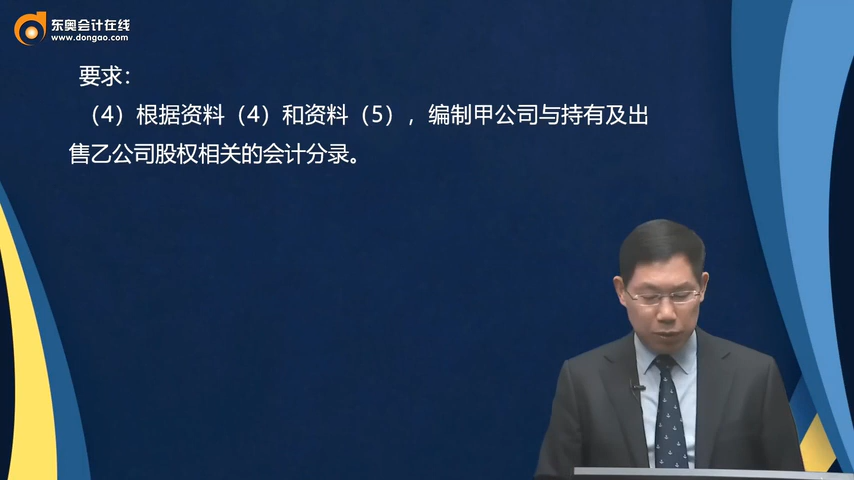 东奥会计在线
www.dongao.com
要求：
（4）根据资料（4）和资料（5），编制甲公司与持有及出
售乙公司股权相关的会计分录。